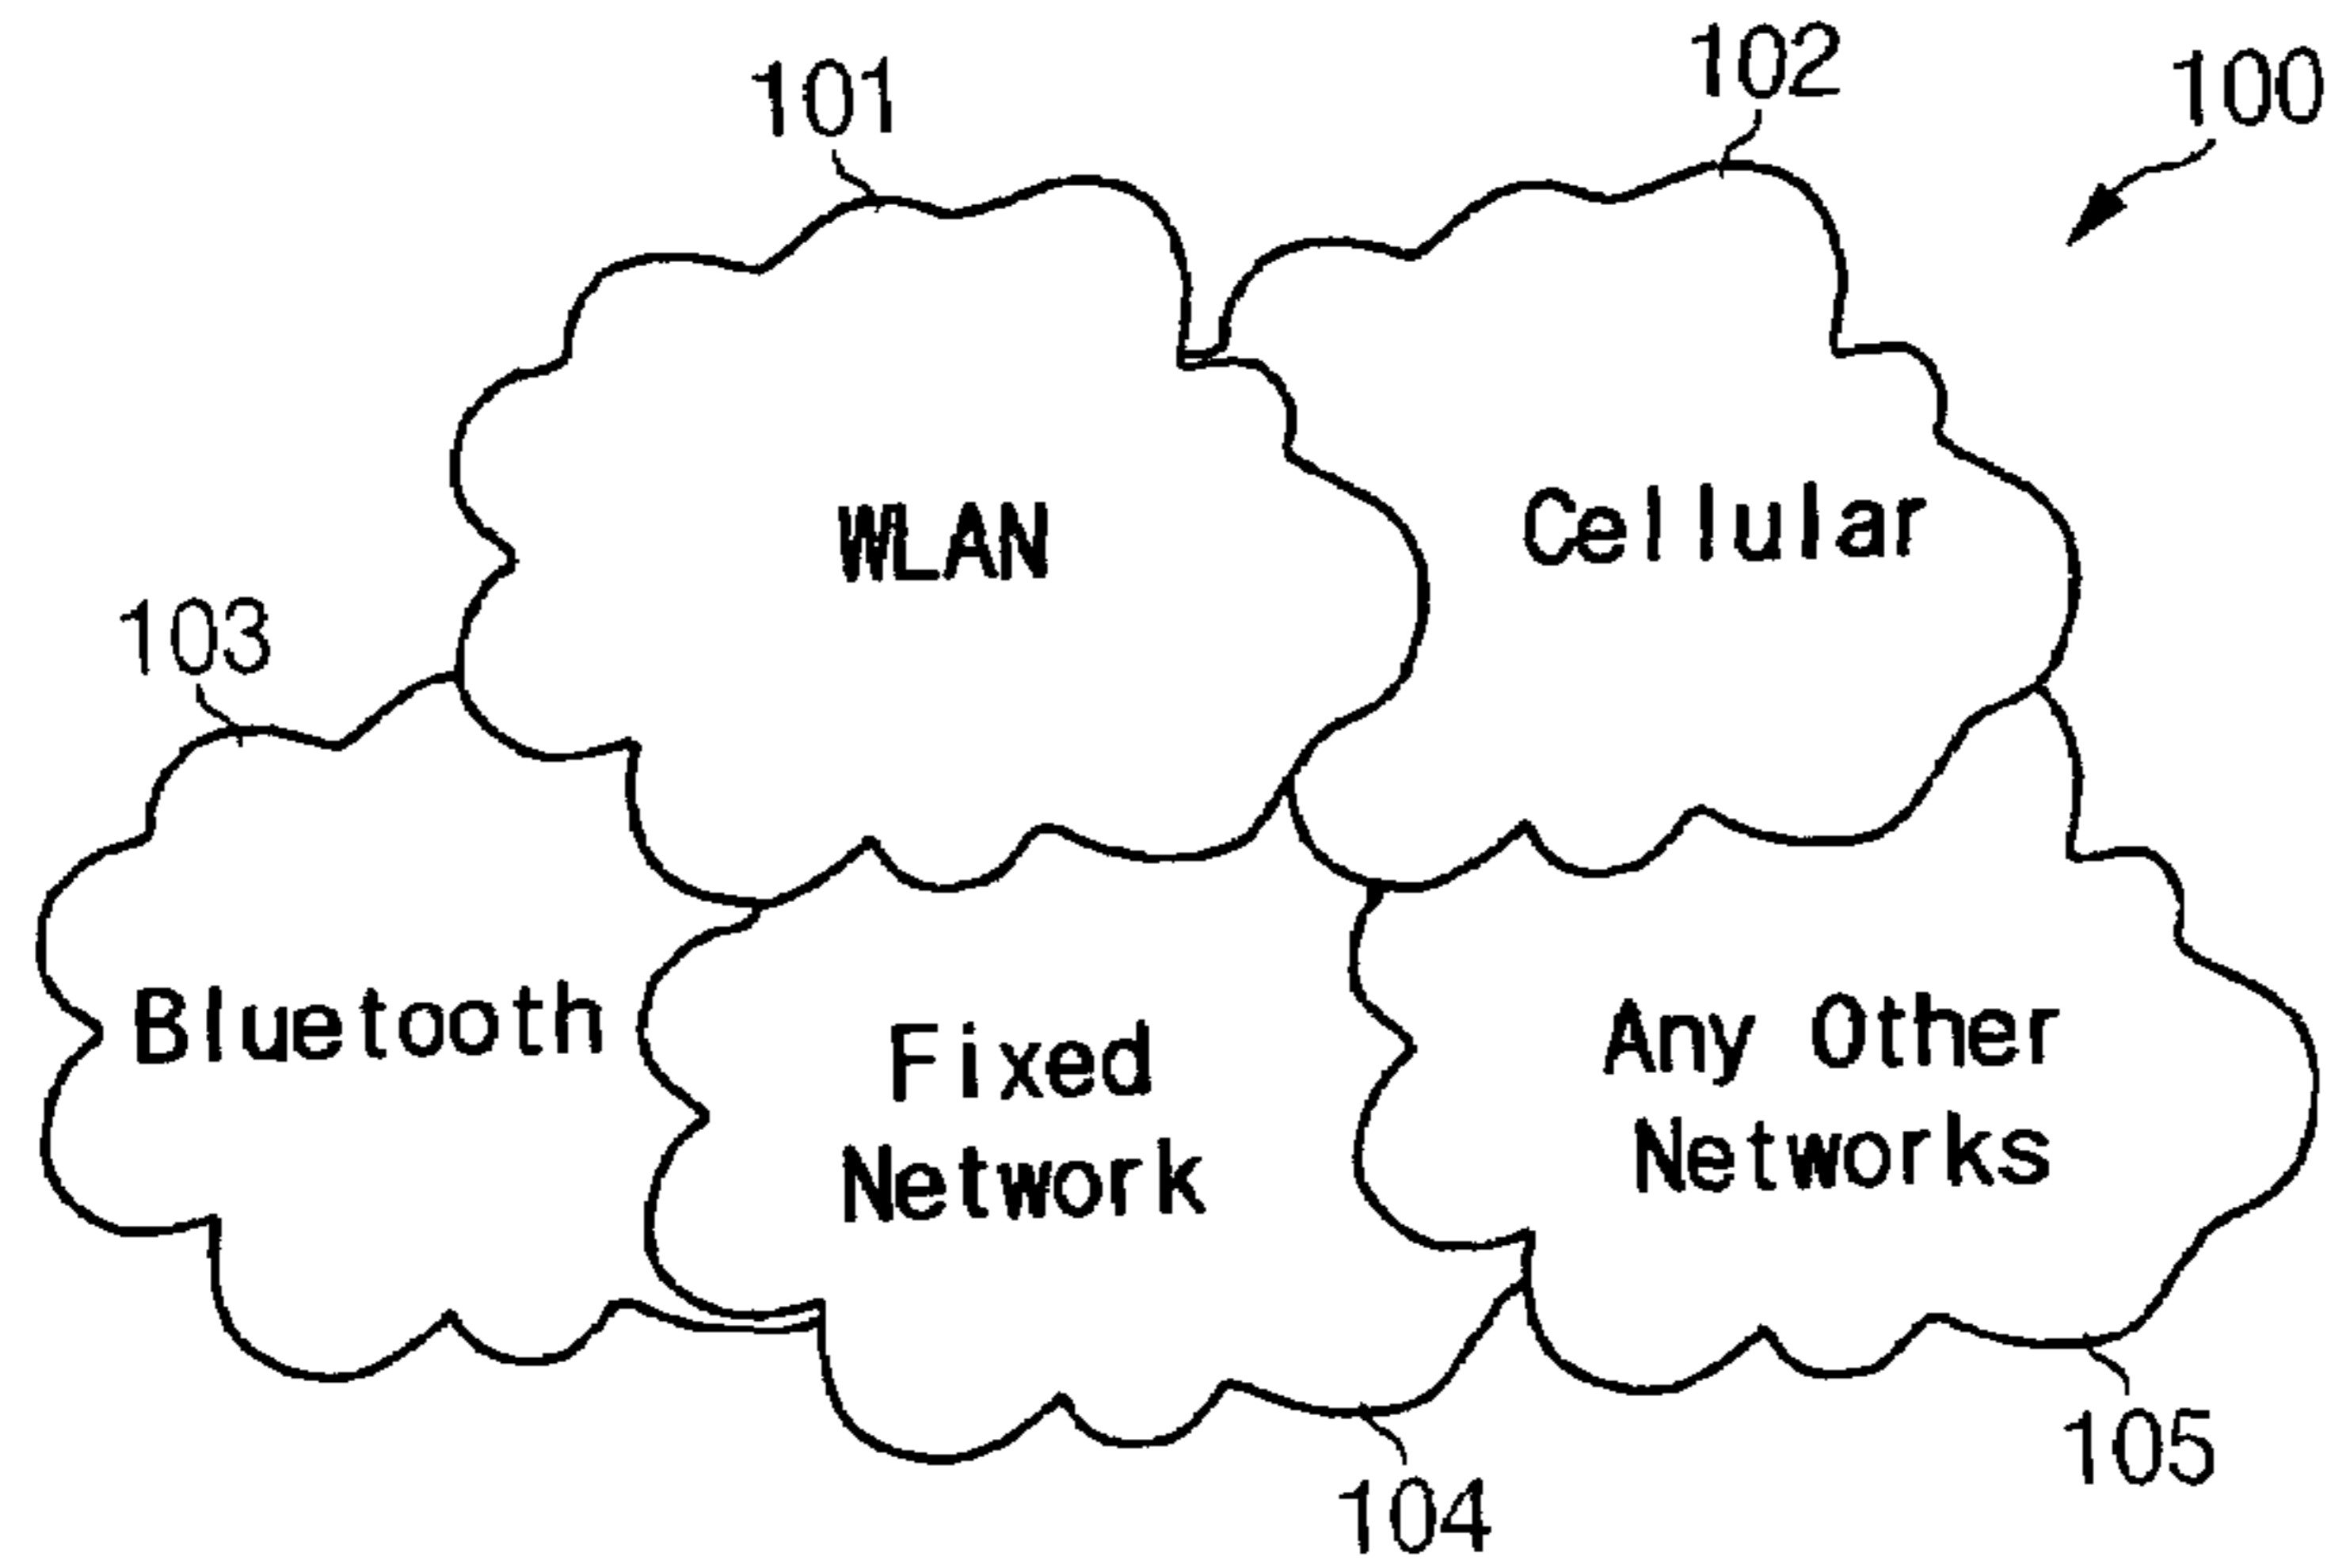 101
102
100
WLAN
Cellular
103
Bluetooth
Fixed
Network
Any Other
Networks
104
105